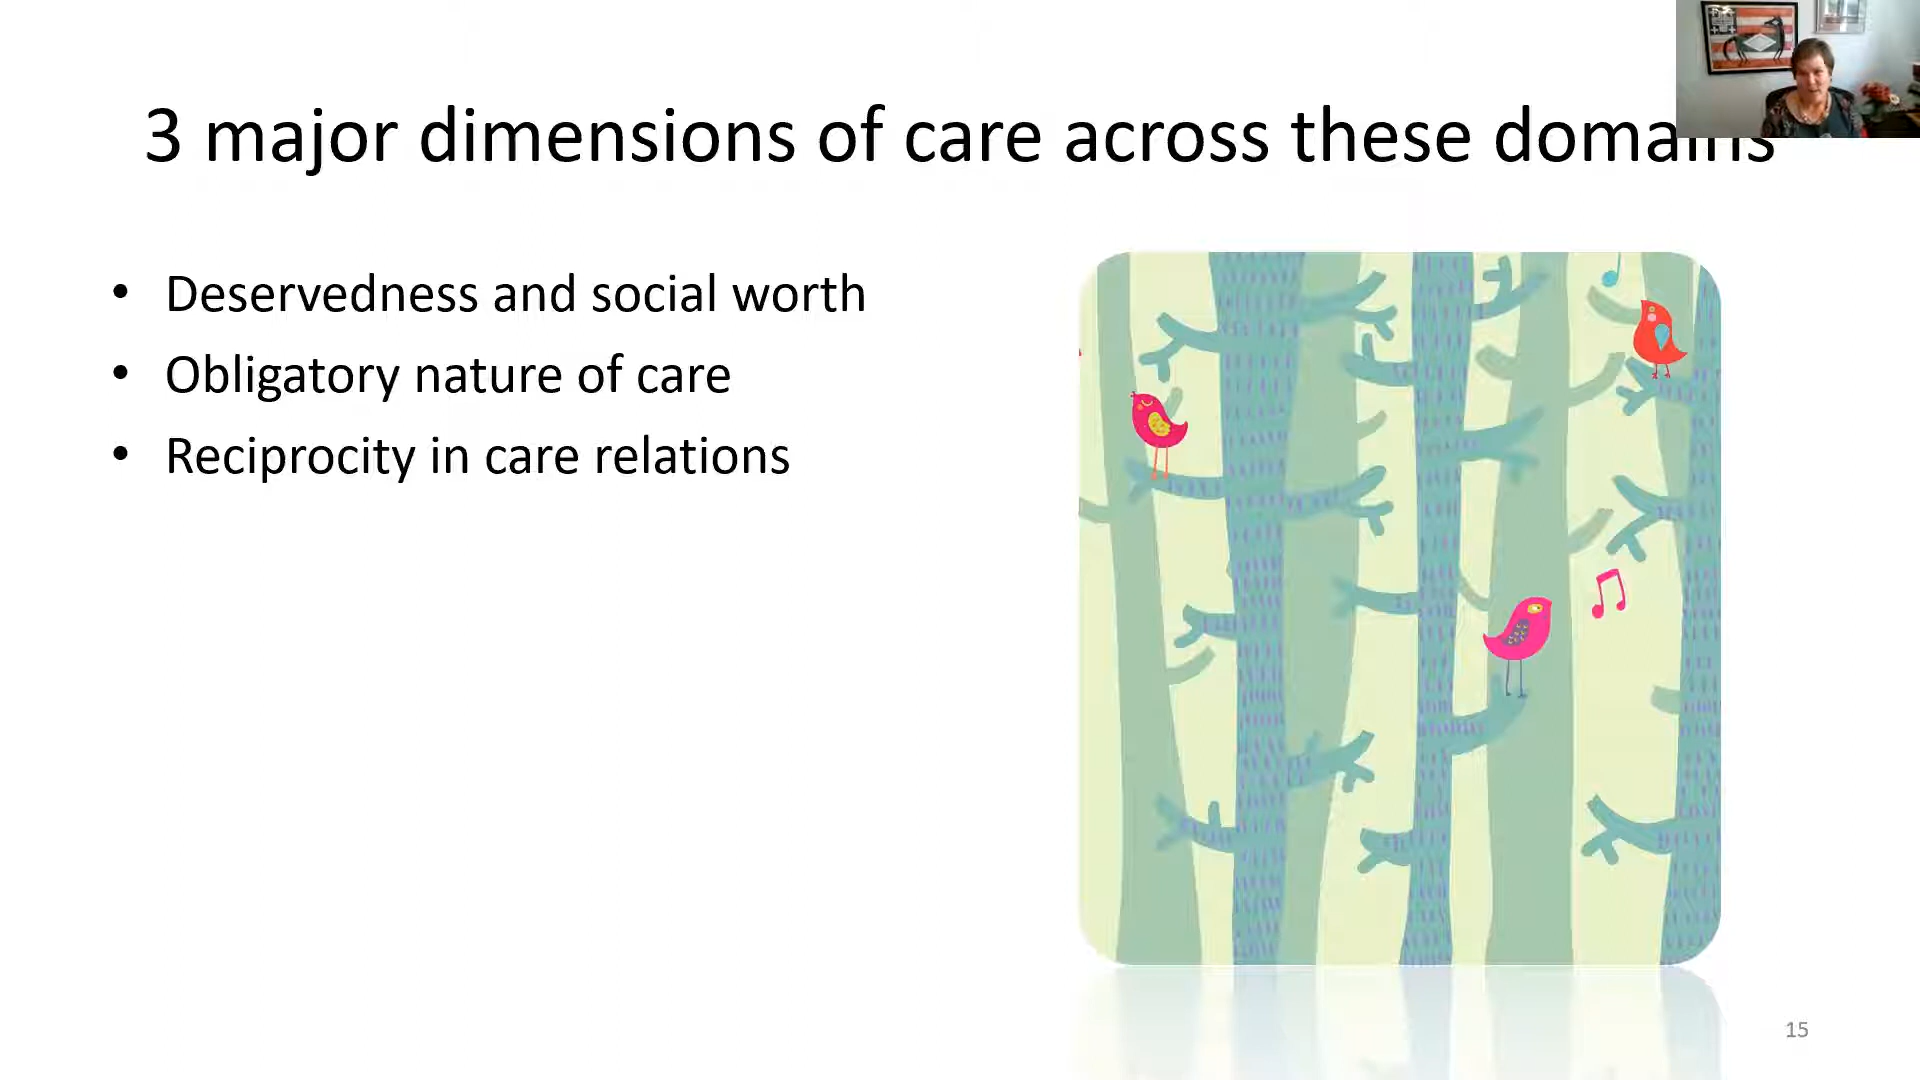 3 major dimensions of care across these domains
• Deservedness and social worth
• Obligatory nature of care
• Reciprocity in care relations
15